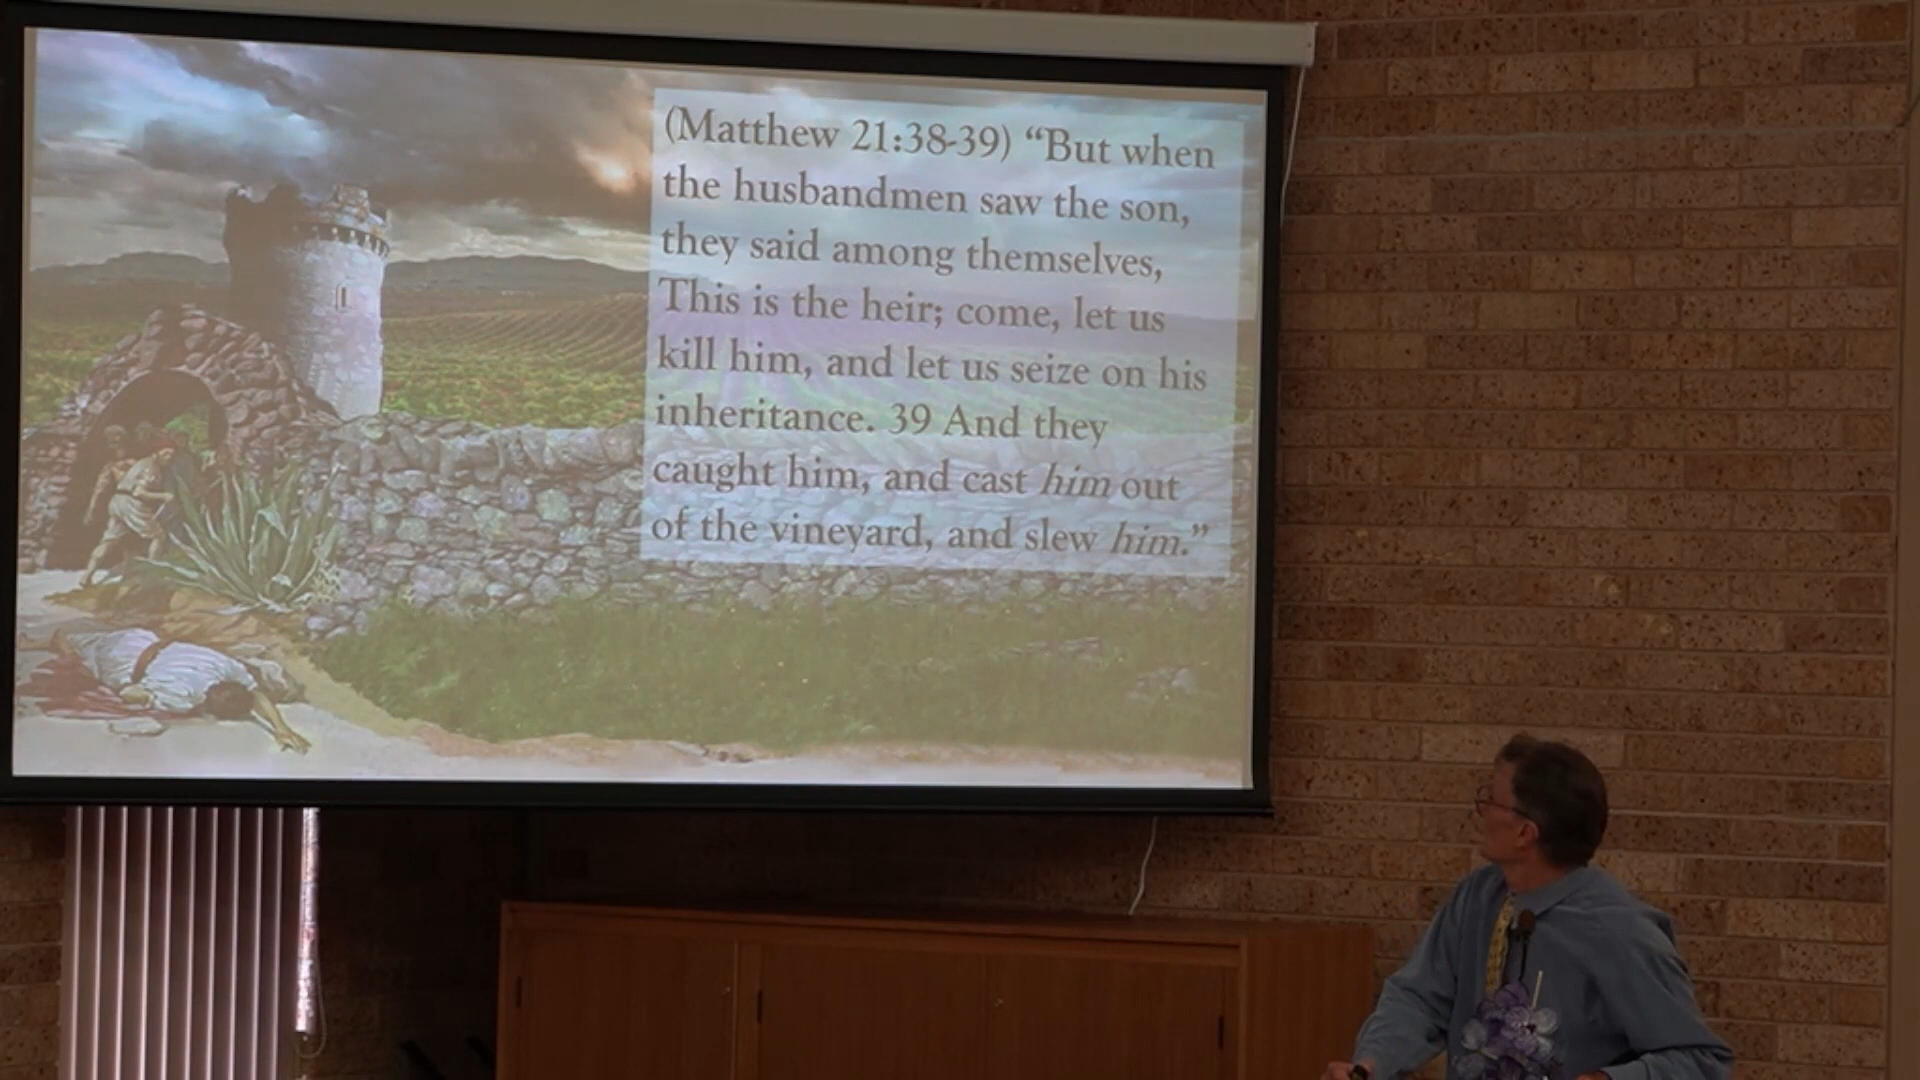 (Matthew 21:38-39) “But when
the husbandmen saw the son,
they said among themselves,
This is the heir; come, let us
kill him, and let us seize on his
inheritance. 39 And they
caught him, and cast him out
of the vineyard, and slew him.”